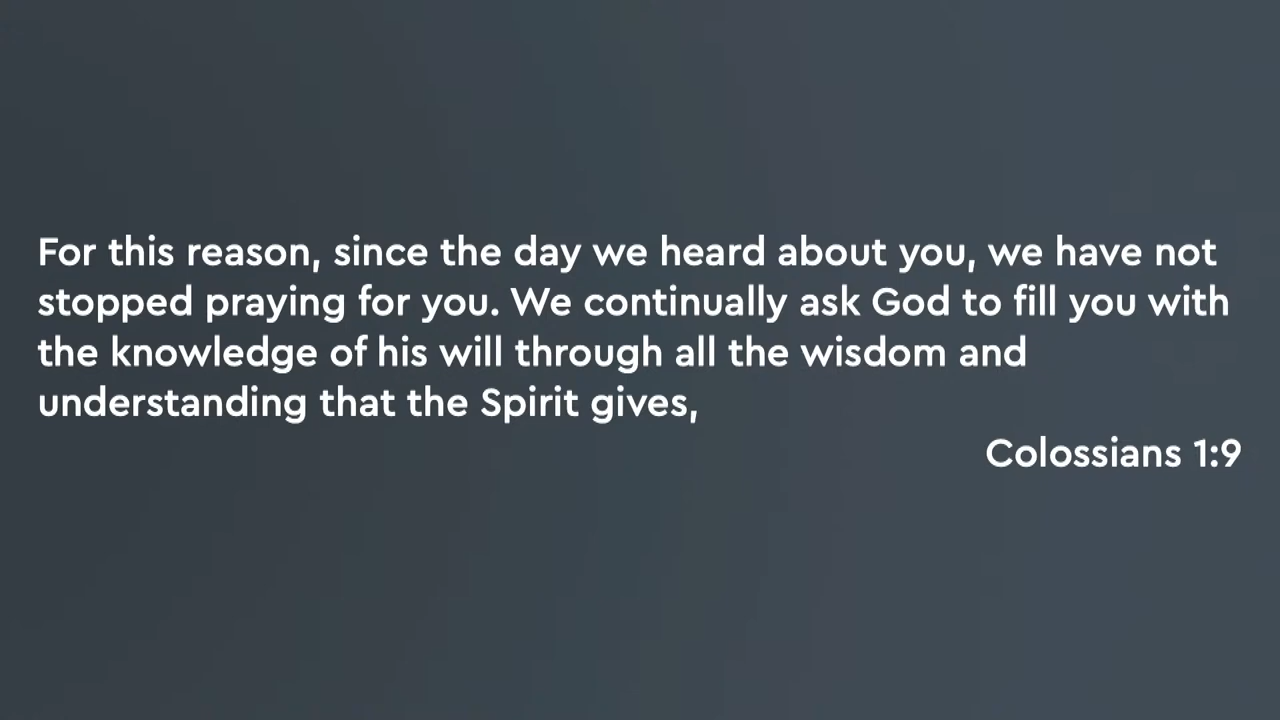 For this reason, since the day we heard about you, we have not
stopped praying for you. We continually ask God to fill you with
the knowledge of his will through all the wisdom and
understanding that the Spirit gives,
Colossians 1:9